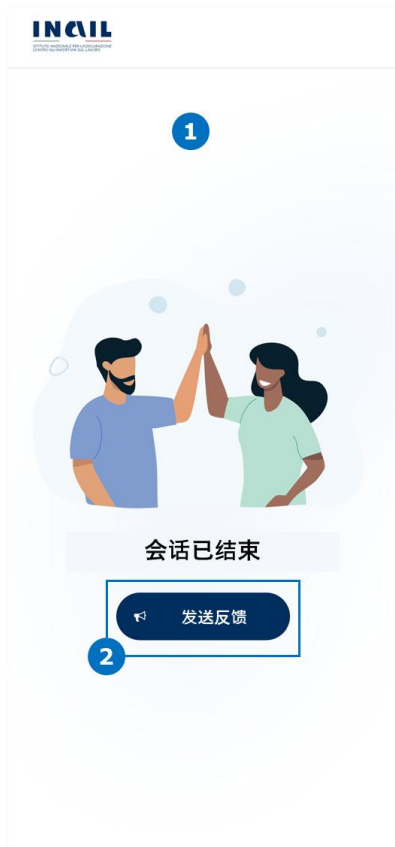 INAIL
ISTITUTO NAZIONALE PER L'ASSICURAZIONE
CONTRO GLI INFORTUNI SUL LAVORO
1
会话已结束
发送反馈
2